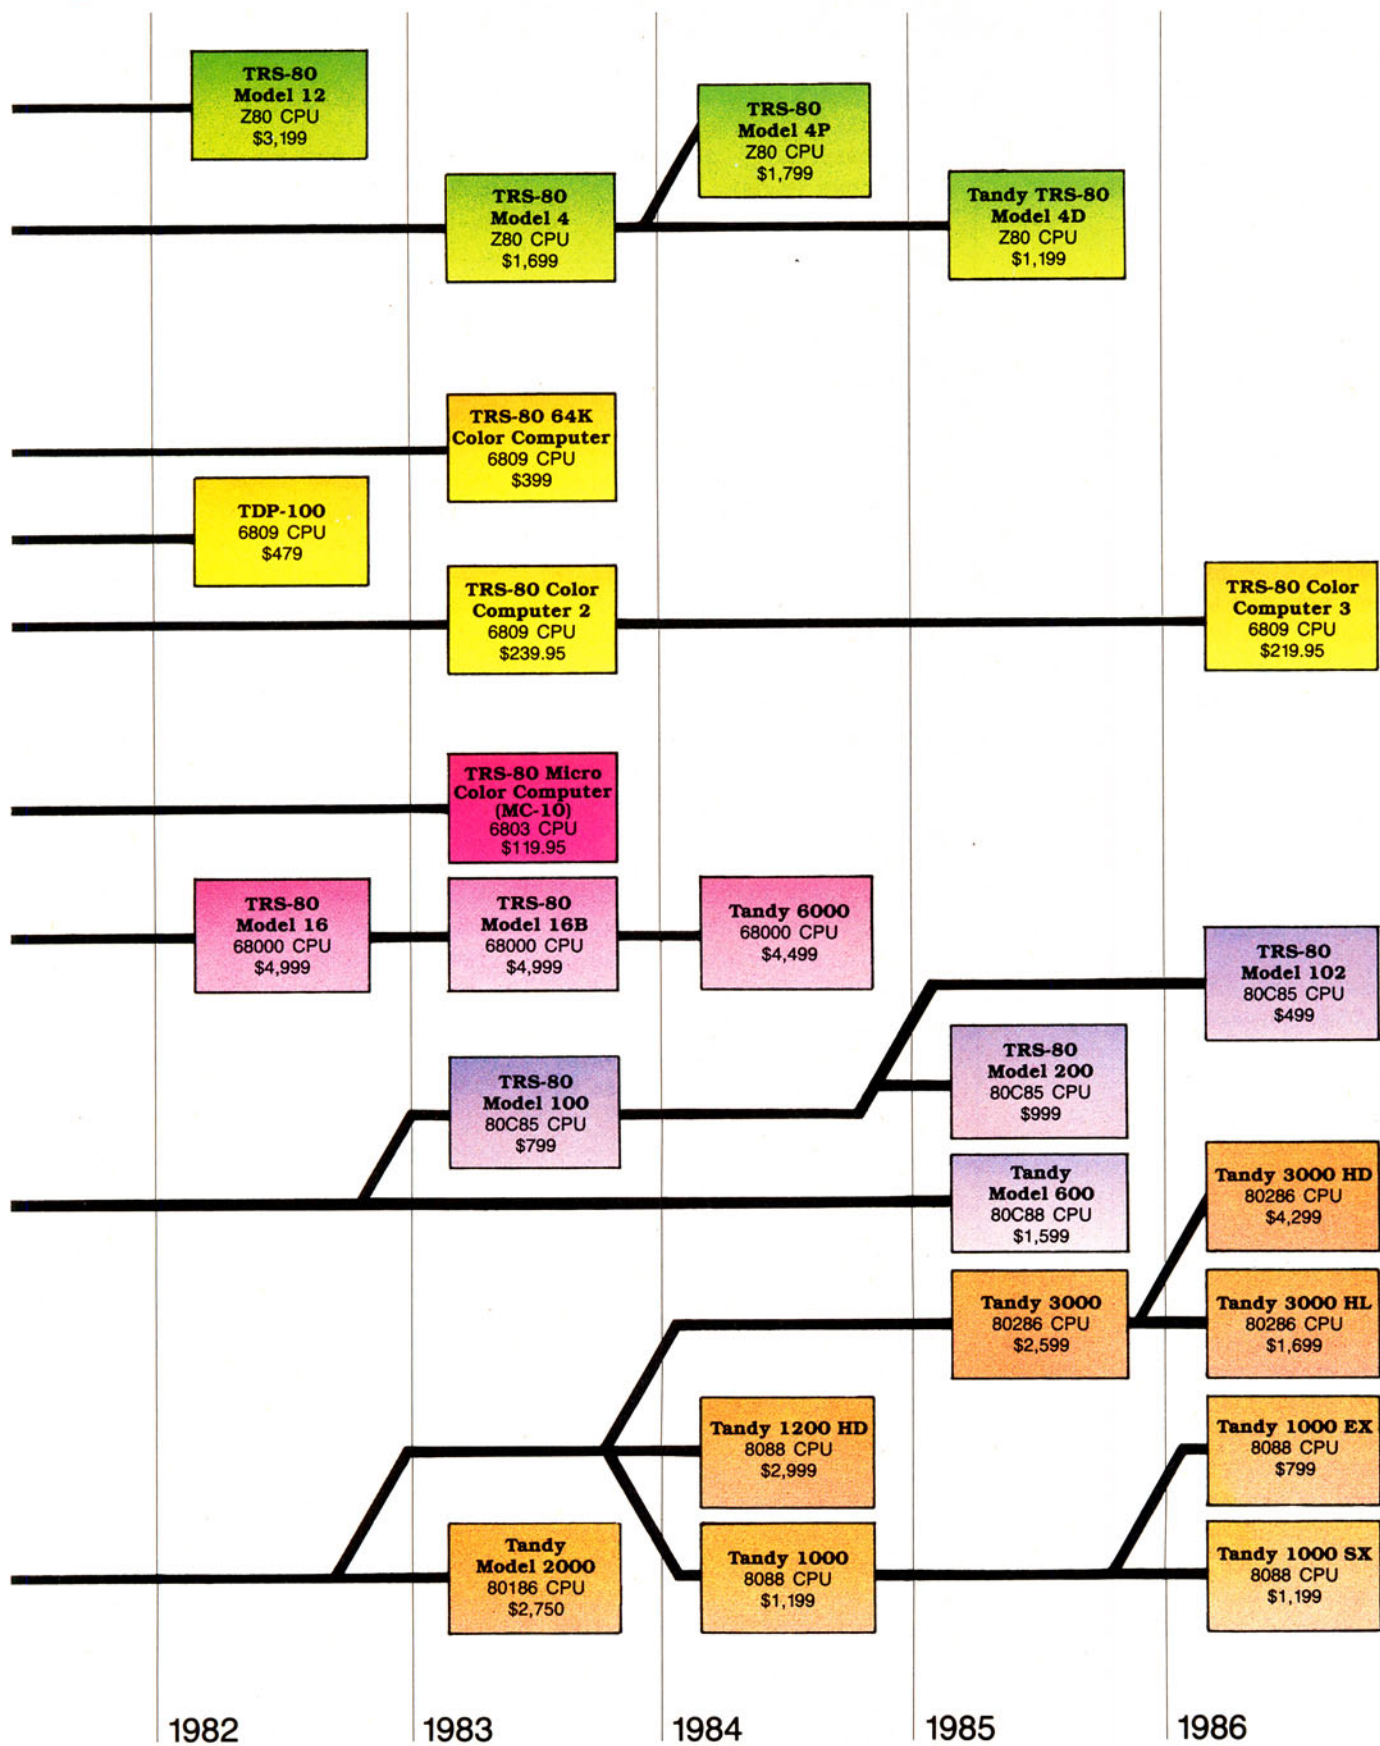 TRS-80
Model 12
Z80 CPU
$3,199
TRS-80
Model 4P
Z80 CPU
$1,799
TRS-80
Model 4
Z80 CPU
$1,699
Tandy TRS-80
Model 4D
Z80 CPU
$1,199
TRS-80 64K
Color Computer
6809 CPU
$399
TDP-100
6809 CPU
$479
TRS-80 Color
Computer 2
6809 CPU
$239.95
TRS-80 Color
Computer 3
6809 CPU
$219.95
TRS-80 Micro
Color Computer
(MC-10)
6803 CPU
$119.95
TRS-80
Model 16
68000 CPU
$4,999
TRS-80
Model 16B
68000 CPU
$4,999
Tandy 6000
68000 CPU
$4,499
TRS-80
Model 102
80C85 CPU
$499
TRS-80
Model 200
80C85 CPU
$999
TRS-80
Model 100
80C85 CPU
$799
Tandy
Model 600
80C88 CPU
$1,599
Tandy 3000 HD
80286 CPU
$4,299
Tandy 3000
80286 CPU
$2,599
Tandy 3000 HL
80286 CPU
$1,699
Tandy 1200 HD
8088 CPU
$2,999
Tandy 1000 EX
8088 CPU
$799
Tandy
Model 2000
80186 CPU
$2,750
Tandy 1000
8088 CPU
$1,199
Tandy 1000 SX
8088 CPU
$1,199
1982
1983
1984
1985
1986